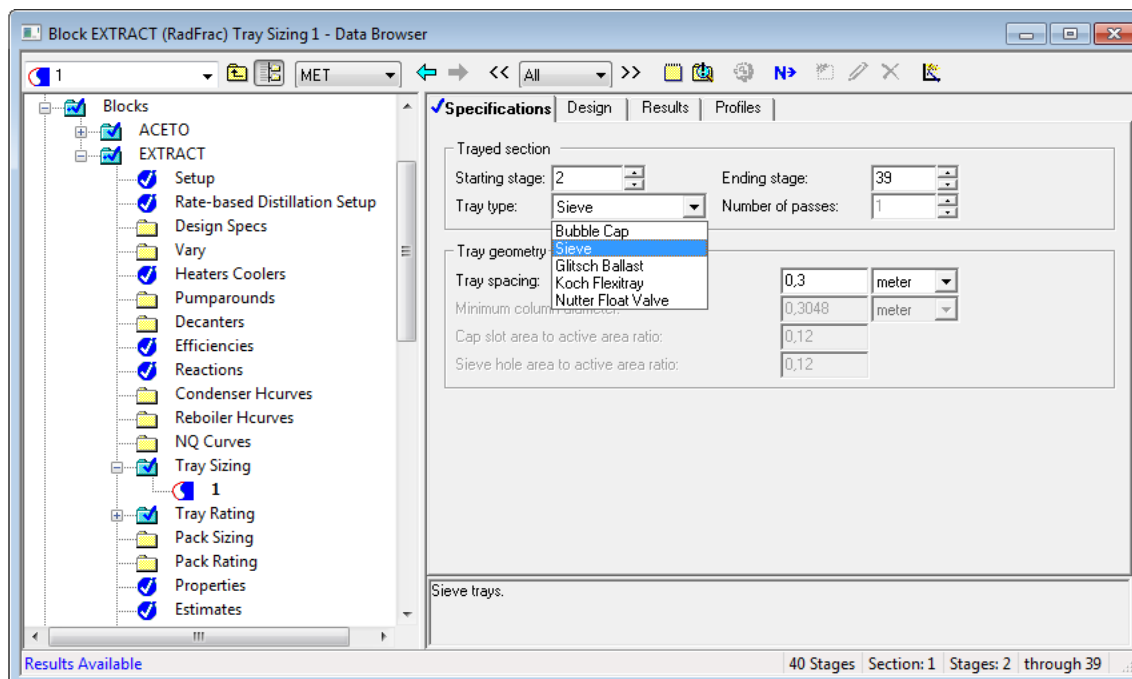 Block EXTRACT (RadFrac) Tray Sizing 1 - Data Browser
1
MET
<< All >>
N
Blocks
ACETO
EXTRACT
Setup
Rate-based Distillation Setup
Design Specs
Vary
Heaters Coolers
Pumparounds
Decanters
Efficiencies
Reactions
Condenser Hcurves
Reboiler Hcurves
NQ Curves
Tray Sizing
1
Tray Rating
Pack Sizing
Pack Rating
Properties
Estimates
Specifications Design Results Profiles
Trayed section
Starting stage: 2 Ending stage: 39
Tray type: Sieve Number of passes: 1
Bubble Cap
Sieve
Glitsch Ballast
Koch Flexitray
Nutter Float Valve
Tray geometry
Tray spacing: 0,3 meter
Minimum column diameter: 0,3048 meter
Cap slot area to active area ratio: 0,12
Sieve hole area to active area ratio: 0,12
Sieve trays.
Results Available 40 Stages Section: 1 Stages: 2 through 39